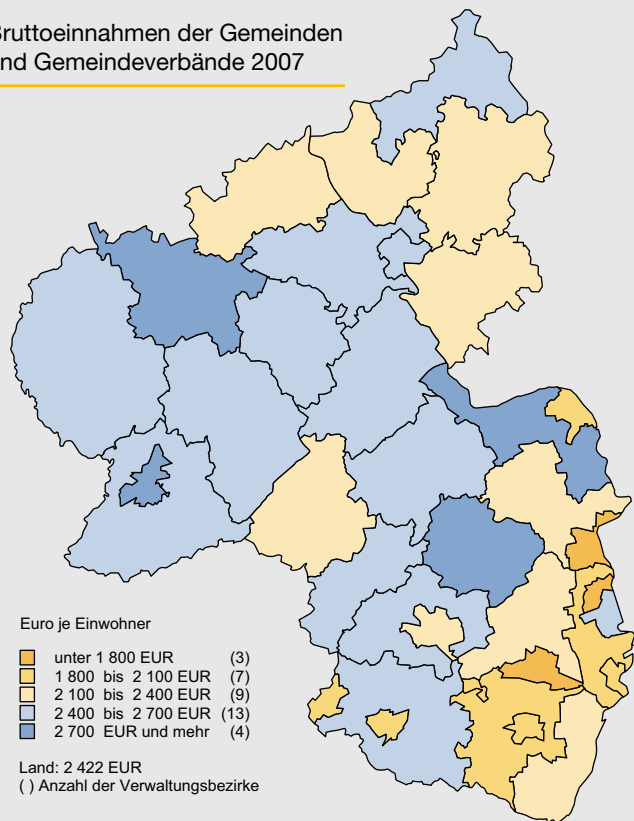 Bruttoeinnahmen der Gemeinden
und Gemeindeverbände 2007
Euro je Einwohner
unter 1 800 EUR (3)
1 800 bis 2 100 EUR (7)
2 100 bis 2 400 EUR (9)
2 400 bis 2 700 EUR (13)
2 700 EUR und mehr (4)
Land: 2 422 EUR
( ) Anzahl der Verwaltungsbezirke